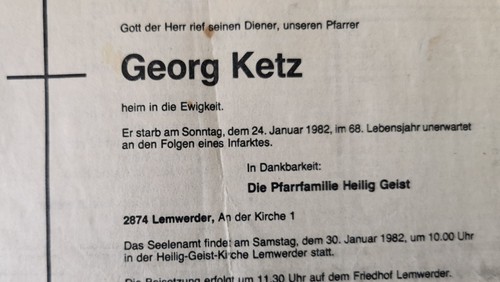 Gott der Herr rief seinen Diener, unseren Pfarrer
Georg Ketz
heim in die Ewigkeit.
Er starb am Sonntag, dem 24. Januar 1982, im 68. Lebensjahr unerwartet
an den Folgen eines Infarktes.
In Dankbarkeit:
Die Pfarrfamilie Heilig Geist
2874 Lemwerder, An der Kirche 1
Das Seelenamt findet am Samstag, dem 30. Januar 1982, um 10.00 Uhr
in der Heilig-Geist-Kirche Lemwerder statt.
Die Beisetzung erfolgt um 11.30 Uhr auf dem Friedhof Lemwerder.